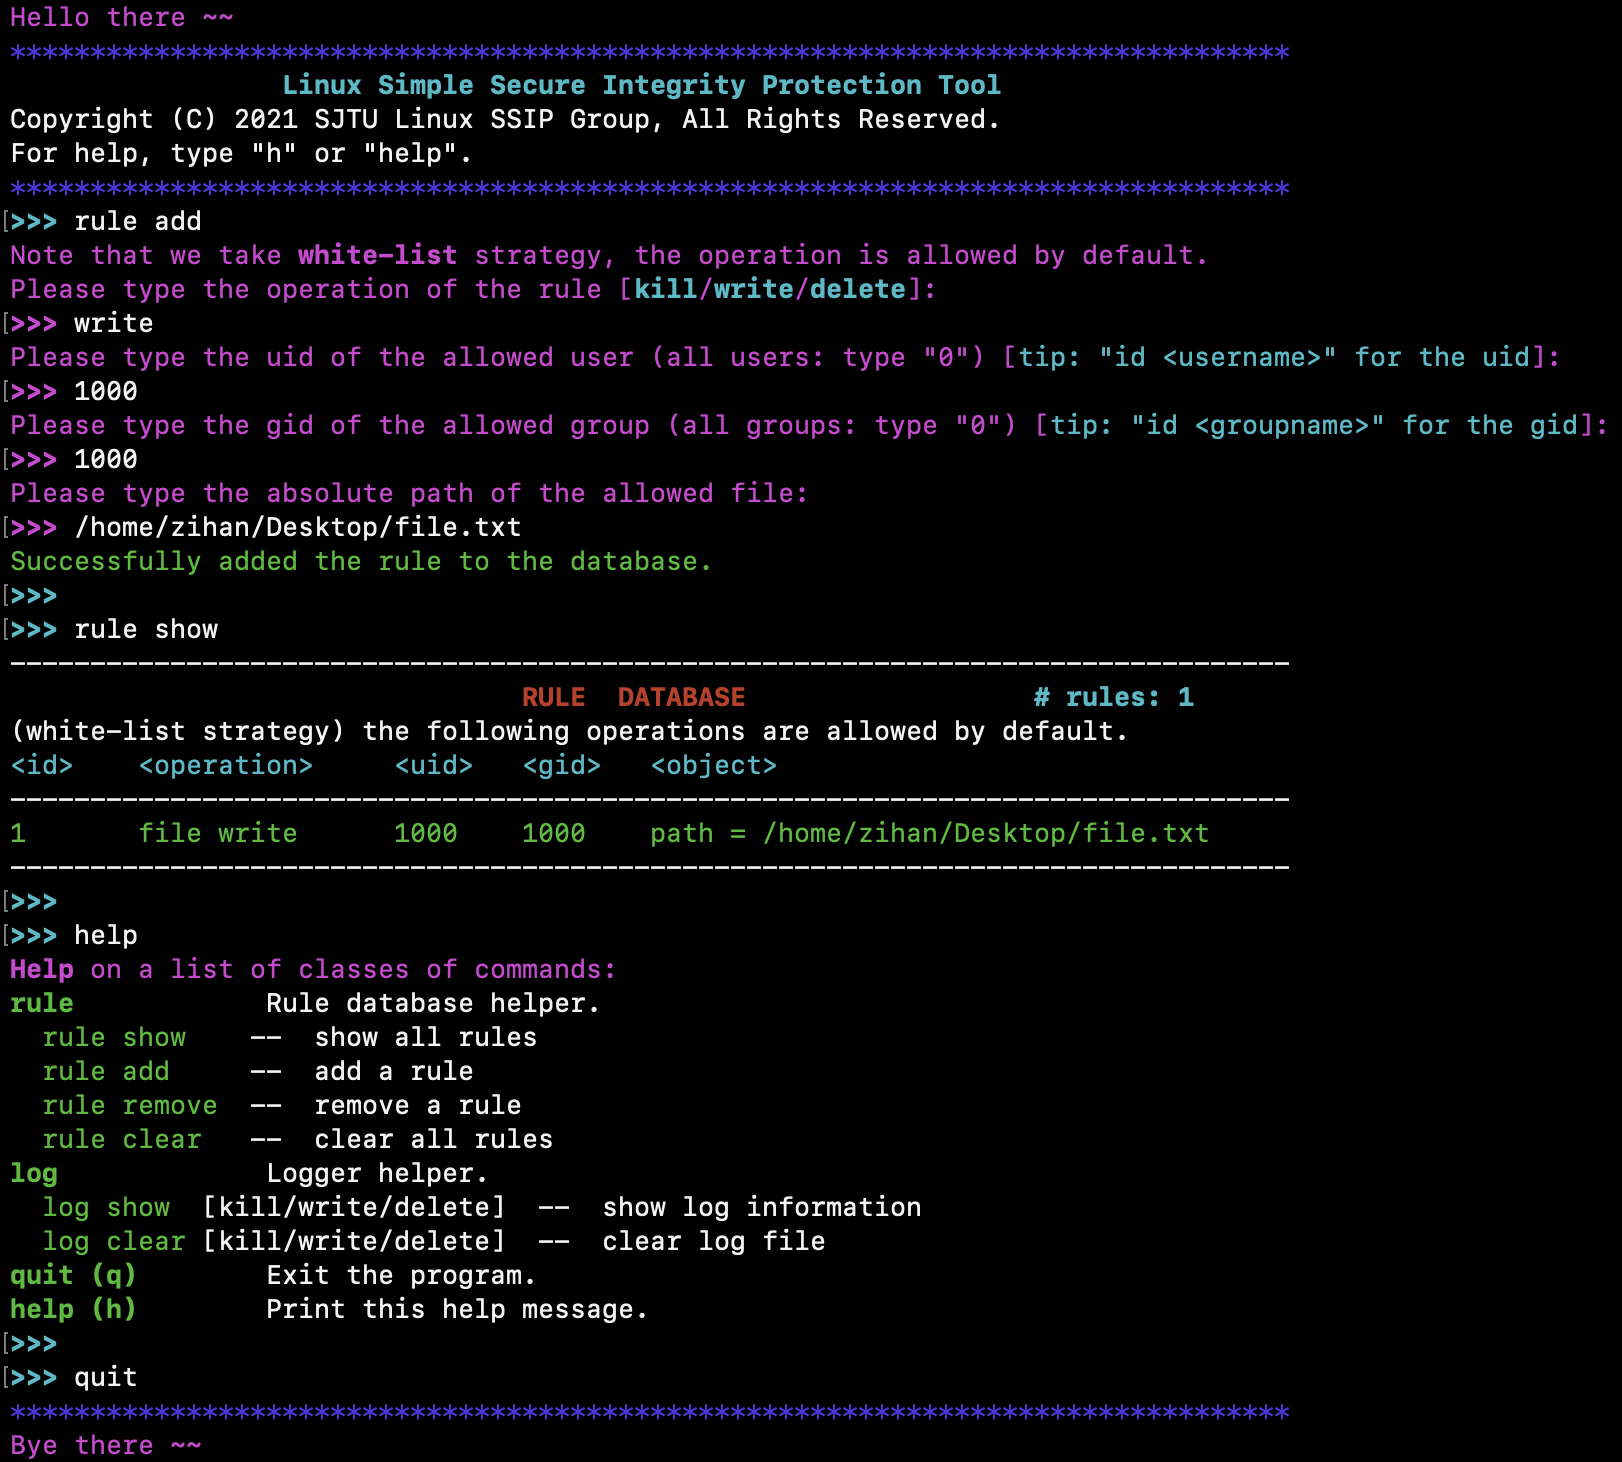 Hello there ~~
********************************************************************************
Linux Simple Secure Integrity Protection Tool
Copyright (C) 2021 SJTU Linux SSIP Group, All Rights Reserved.
For help, type "h" or "help".
********************************************************************************
[>>> rule add
Note that we take white-list strategy, the operation is allowed by default.
Please type the operation of the rule [kill/write/delete]:
[>>> write
Please type the uid of the allowed user (all users: type "0") [tip: "id <username>" for the uid]:
[>>> 1000
Please type the gid of the allowed group (all groups: type "0") [tip: "id <groupname>" for the gid]:
[>>> 1000
Please type the absolute path of the allowed file:
[>>> /home/zihan/Desktop/file.txt
Successfully added the rule to the database.
[>>>
[>>> rule show
--------------------------------------------------------------------------------
RULE  DATABASE                  # rules: 1
(white-list strategy) the following operations are allowed by default.
<id>    <operation>     <uid>   <gid>   <object>
--------------------------------------------------------------------------------
1       file write      1000    1000    path = /home/zihan/Desktop/file.txt
--------------------------------------------------------------------------------
[>>>
[>>> help
Help on a list of classes of commands:
rule            Rule database helper.
  rule show    --  show all rules
  rule add     --  add a rule
  rule remove  --  remove a rule
  rule clear   --  clear all rules
log             Logger helper.
  log show  [kill/write/delete]  --  show log information
  log clear [kill/write/delete]  --  clear log file
quit (q)        Exit the program.
help (h)        Print this help message.
[>>>
[>>> quit
********************************************************************************
Bye there ~~